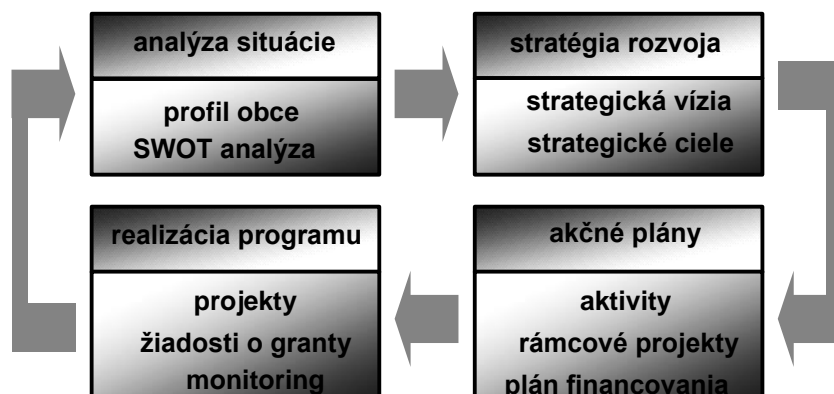 analýza situácie
profil obce
SWOT analýza
stratégia rozvoja
strategická vízia
strategické ciele
realizácia programu
projekty
žiadosti o granty
monitoring
akčné plány
aktivity
rámcové projekty
plán financovania